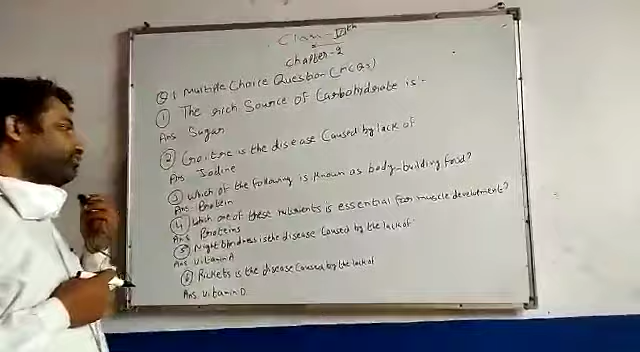 Class - IVth
Chapter - 2
Q.1 Multiple Choice Question (MCQs)
① The rich Source of Carbohydrate is :-
Ans Sugar
② Groitre is the disease Caused by lack of
Ans Iodine
③ Which of the following is known as body-building food?
Ans. Protein
④ Which one of these nutrients is essential for muscle development?
Ans Proteins
⑤ Night blindness is the disease Caused by the lack of
Ans Vitamin A
⑥ Rickets is the disease Caused by the lack of
Ans. Vitamin D